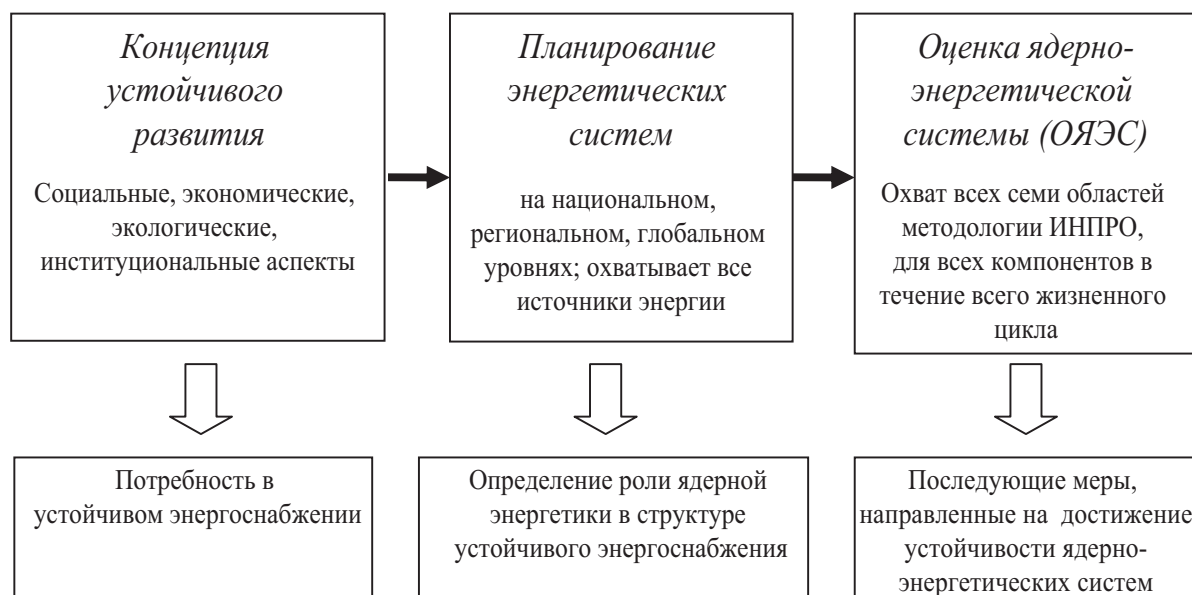 Концепция
устойчивого
развития
Социальные, экономические,
экологические,
институциональные аспекты
Планирование
энергетических
систем
на национальном,
региональном, глобальном
уровнях; охватывает все
источники энергии
Оценка ядерно-
энергетической
системы (ОЯЭС)
Охват всех семи областей
методологии ИНПРО,
для всех компонентов в
течение всего жизненного
цикла
Потребность в
устойчивом энергоснабжении
Определение роли ядерной
энергетики в структуре
устойчивого энергоснабжения
Последующие меры,
направленные на достижение
устойчивости ядерно-
энергетических систем